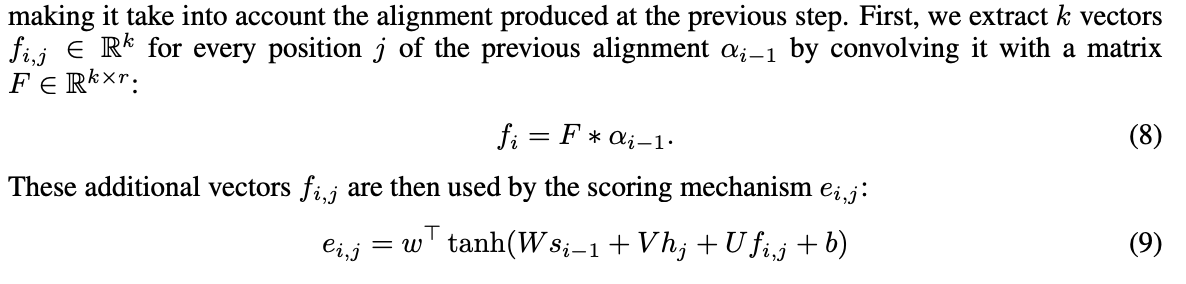 making it take into account the alignment produced at the previous step. First, we extract k vectors
f_{i,j} ∈ ℝ^k for every position j of the previous alignment α_{i−1} by convolving it with a matrix
F ∈ ℝ^{k×r}:
f_i = F ∗ α_{i−1}. (8)
These additional vectors f_{i,j} are then used by the scoring mechanism e_{i,j}:
e_{i,j} = w^⊤ tanh(W s_{i−1} + V h_j + U f_{i,j} + b) (9)